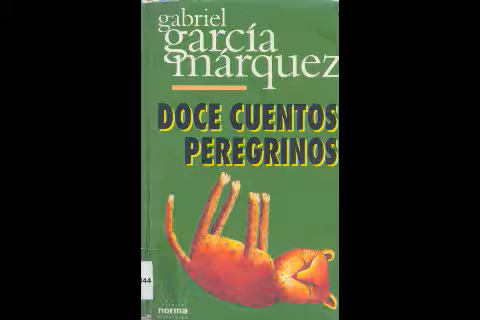 gabriel
garcía
márquez
DOCE CUENTOS
PEREGRINOS
44
norma